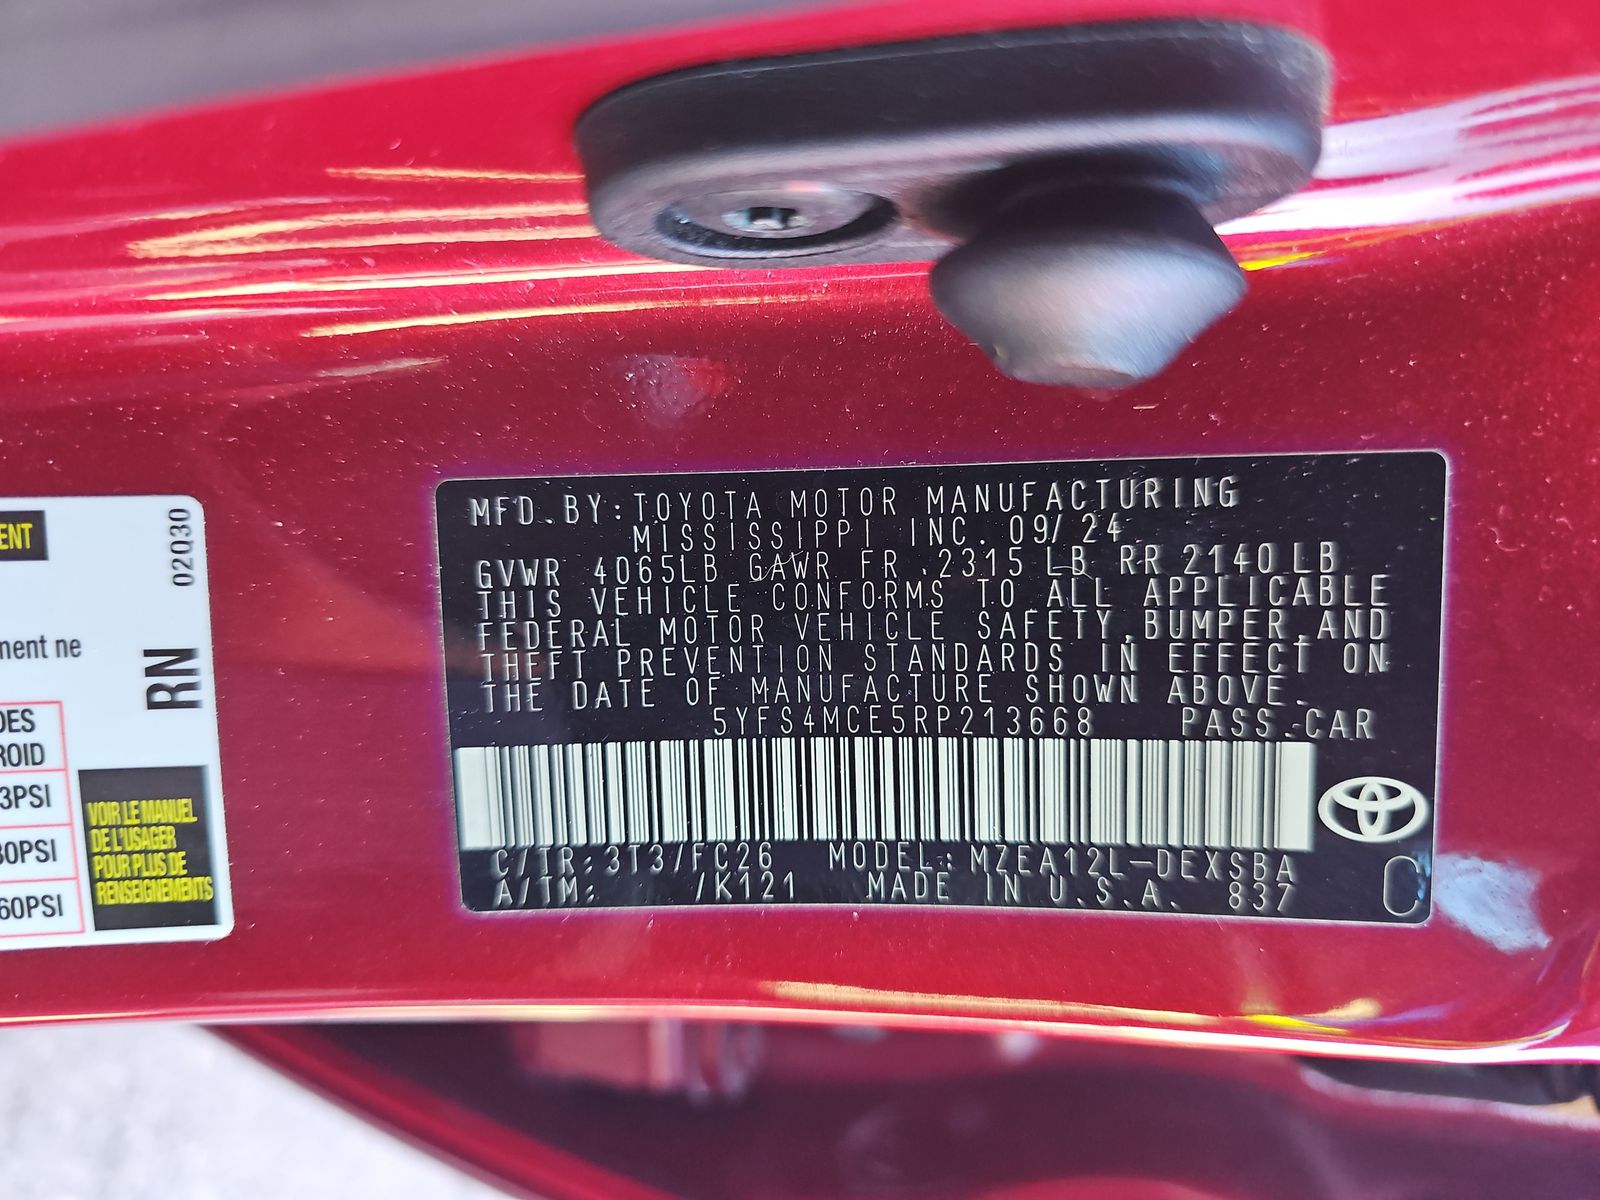 ENT
02Q30
ment ne
RN
DES
ROID
3PSI
30PSI
60PSI
VOIR LE MANUEL
DE L'USAGER
POUR PLUS DE
RENSEIGNEMENTS
MFD.BY:TOYOTA MOTOR MANUFACTURING
MISSISSIPPI INC. 09/24
GVWR 4065LB GAWR FR 2315 LB RR 2140 LB
THIS VEHICLE CONFORMS TO ALL APPLICABLE
FEDERAL MOTOR VEHICLE SAFETY,BUMPER,AND
THEFT PREVENTION STANDARDS IN EFFECT ON
THE DATE OF MANUFACTURE SHOWN ABOVE.
5YFS4MCE5RP213668 PASS.CAR
C/TR:3T3/FC26 MODEL:MZEA12L-DEXSBA
A/TM: /K121 MADE IN U.S.A. 837
C